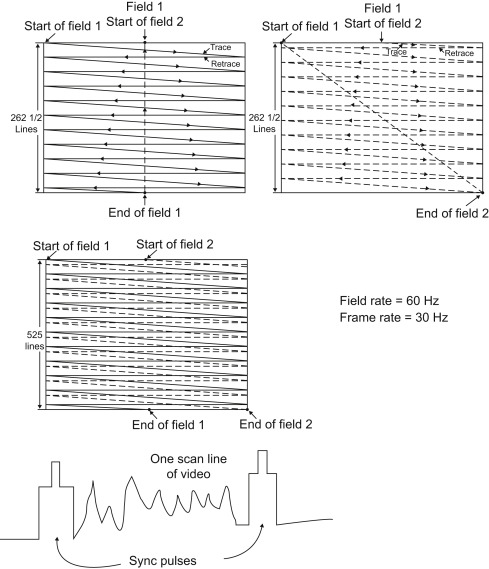 Field 1
Start of field 2
Start of field 1
Trace
Retrace
262 1/2
Lines
End of field 1
Field 1
Start of field 2
Start of field 1
Trace
Retrace
262 1/2
Lines
End of field 2
Start of field 1
Start of field 2
525
lines
End of field 1
End of field 2
Field rate = 60 Hz
Frame rate = 30 Hz
One scan line
of video
Sync pulses